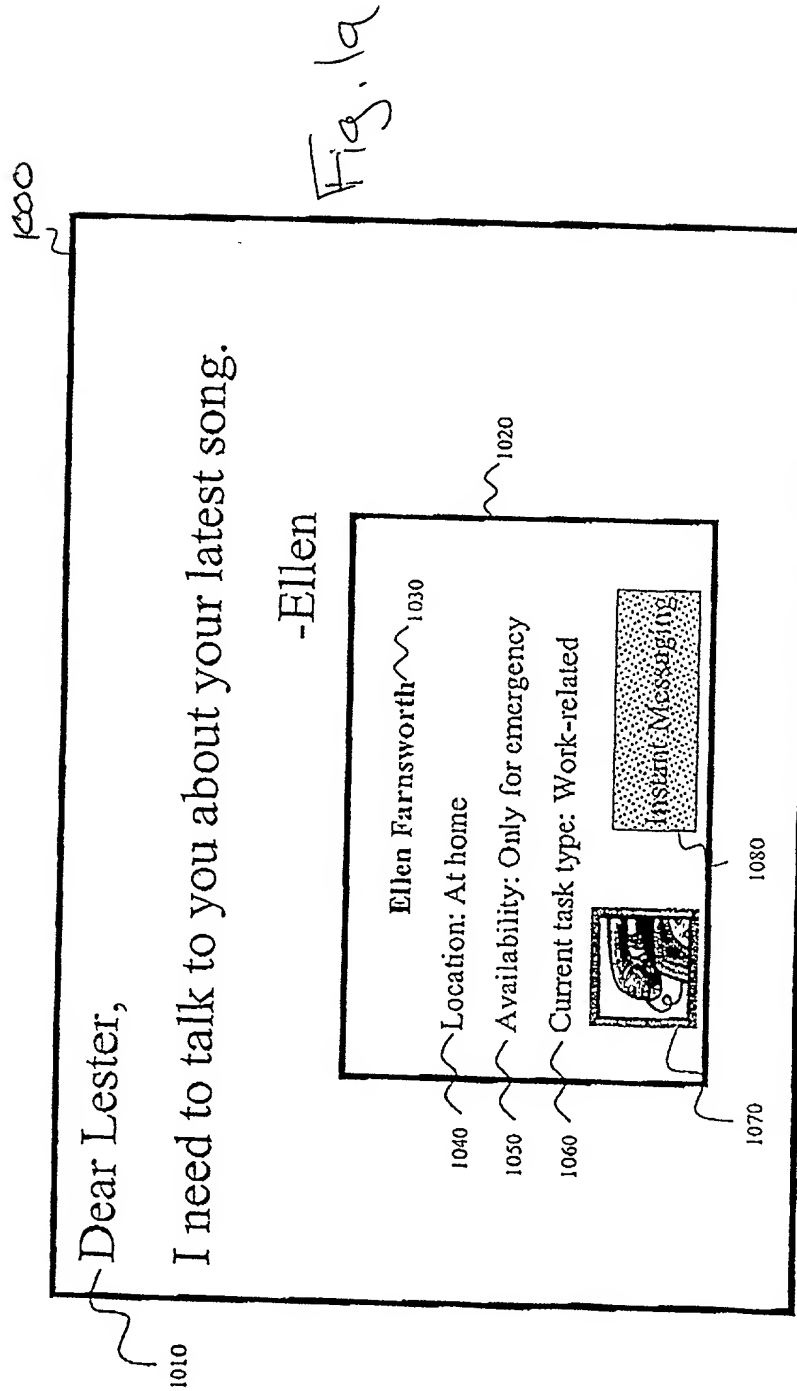 1000
Fig. 1a
1010 Dear Lester,
I need to talk to you about your latest song.
-Ellen
1020
Ellen Farnsworth 1030
1040 Location: At home
1050 Availability: Only for emergency
1060 Current task type: Work-related
Instant Messaging
1070
1080